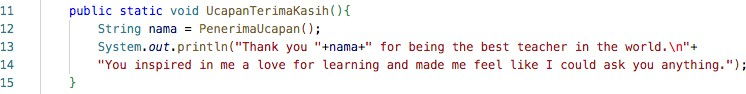 11 public static void UcapanTerimaKasih(){
12 String nama = PenerimaUcapan();
13 System.out.println("Thank you "+nama+" for being the best teacher in the world.\n"+
14 "You inspired in me a love for learning and made me feel like I could ask you anything.");
15 }